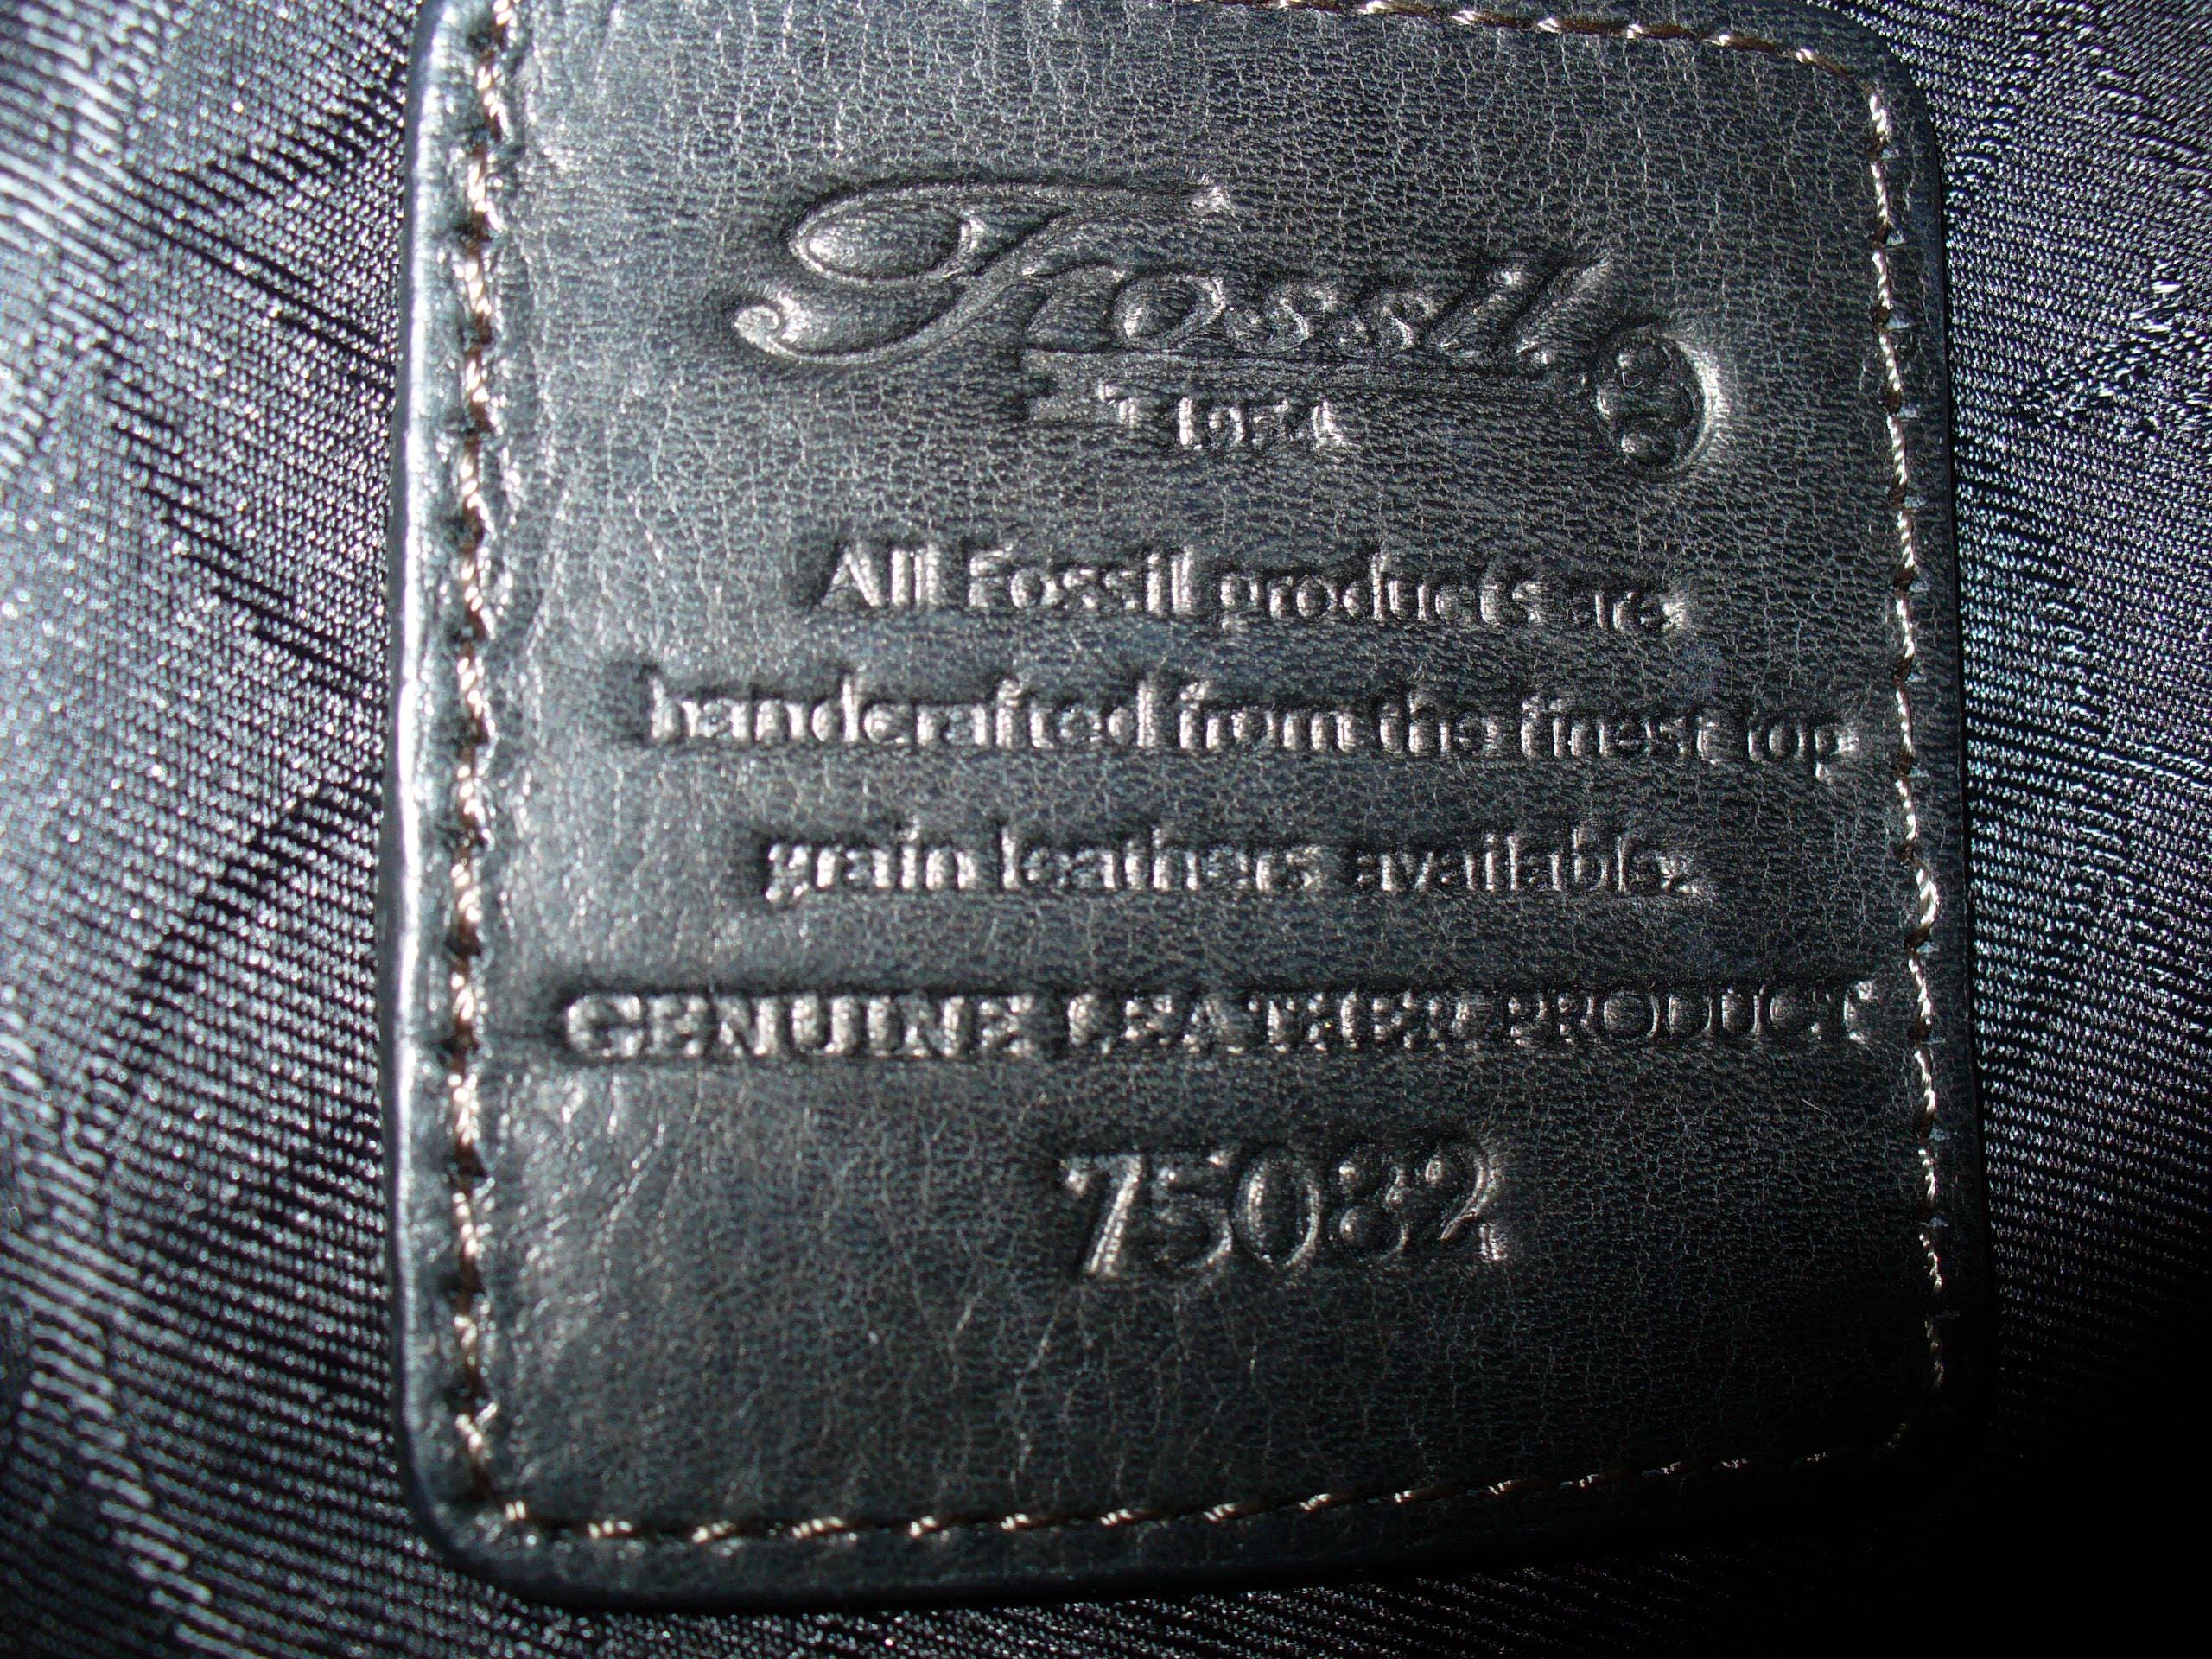 Fossil
1954
All Fossil products are
handcrafted from the finest top
grain leathers available.
GENUINE LEATHER PRODUCT
75082